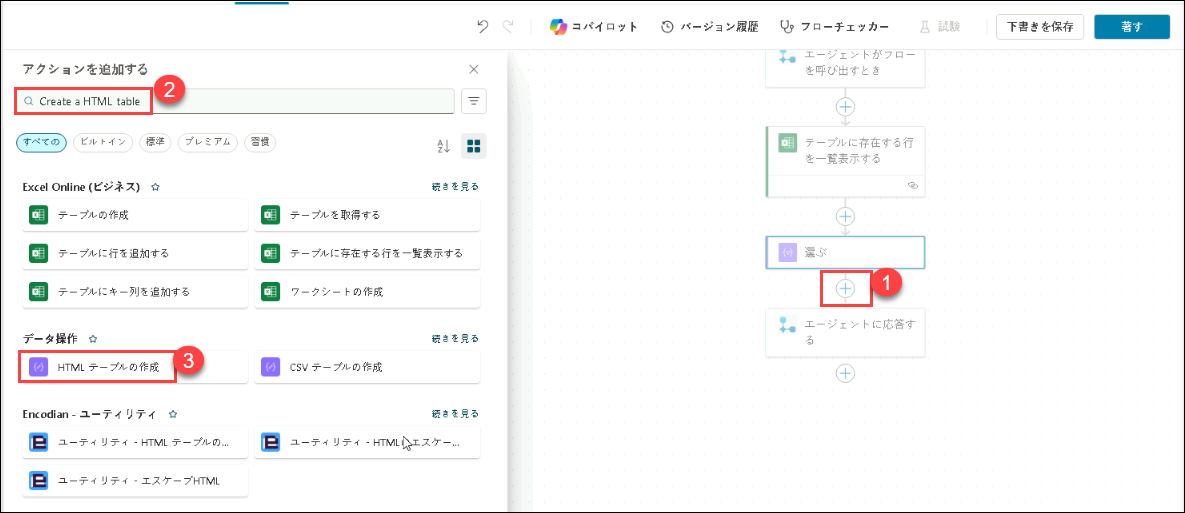 コパイロット
バージョン履歴
フローチェッカー
試験
下書きを保存
著す
アクションを追加する
2
Create a HTML table
すべての
ビルトイン
標準
プレミアム
習慣
Excel Online (ビジネス)
続きを見る
テーブルの作成
テーブルを取得する
テーブルに行を追加する
テーブルに存在する行を一覧表示する
テーブルにキー列を追加する
ワークシートの作成
データ操作
続きを見る
HTML テーブルの作成
3
CSV テーブルの作成
Encodian - ユーティリティ
続きを見る
ユーティリティ - HTML テーブルの...
ユーティリティ - HTML エスケー...
ユーティリティ - エスケープHTML
エージェントがフロー
を呼び出すとき
テーブルに存在する行
を一覧表示する
選ぶ
1
エージェントに応答す
る